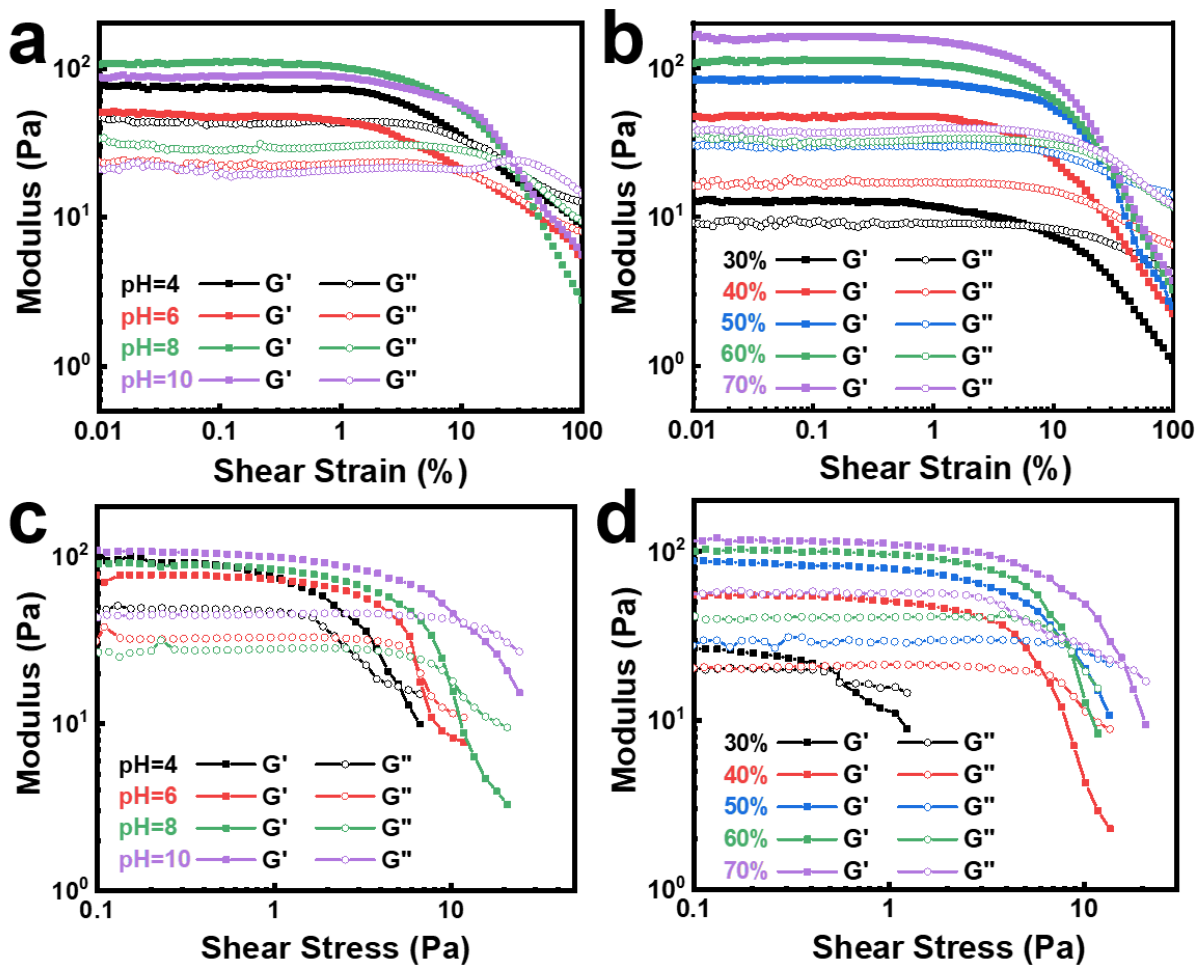 a
Modulus (Pa)
10²
10¹
10⁰
pH=4 G' G"
pH=6 G' G"
pH=8 G' G"
pH=10 G' G"
0.01 0.1 1 10 100
Shear Strain (%)
b
Modulus (Pa)
10²
10¹
10⁰
30% G' G"
40% G' G"
50% G' G"
60% G' G"
70% G' G"
0.01 0.1 1 10 100
Shear Strain (%)
c
Modulus (Pa)
10²
10¹
10⁰
pH=4 G' G"
pH=6 G' G"
pH=8 G' G"
pH=10 G' G"
0.1 1 10
Shear Stress (Pa)
d
Modulus (Pa)
10²
10¹
10⁰
30% G' G"
40% G' G"
50% G' G"
60% G' G"
70% G' G"
0.1 1 10
Shear Stress (Pa)